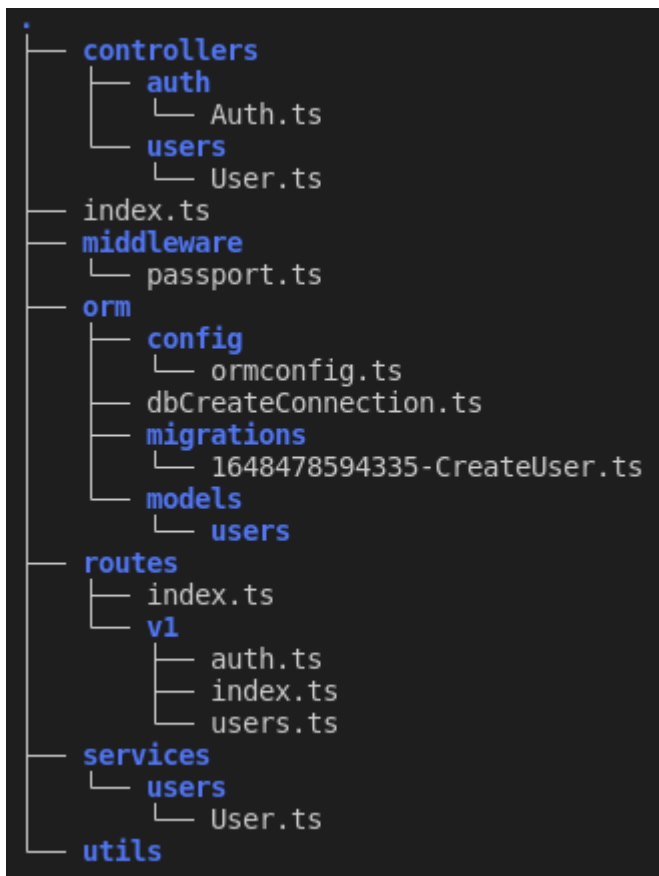 .
├── controllers
│   ├── auth
│   │   └── Auth.ts
│   └── users
│       └── User.ts
├── index.ts
├── middleware
│   └── passport.ts
├── orm
│   ├── config
│   │   └── ormconfig.ts
│   ├── dbCreateConnection.ts
│   ├── migrations
│   │   └── 1648478594335-CreateUser.ts
│   └── models
│       └── users
├── routes
│   ├── index.ts
│   └── v1
│       ├── auth.ts
│       ├── index.ts
│       └── users.ts
├── services
│   └── users
│       └── User.ts
└── utils